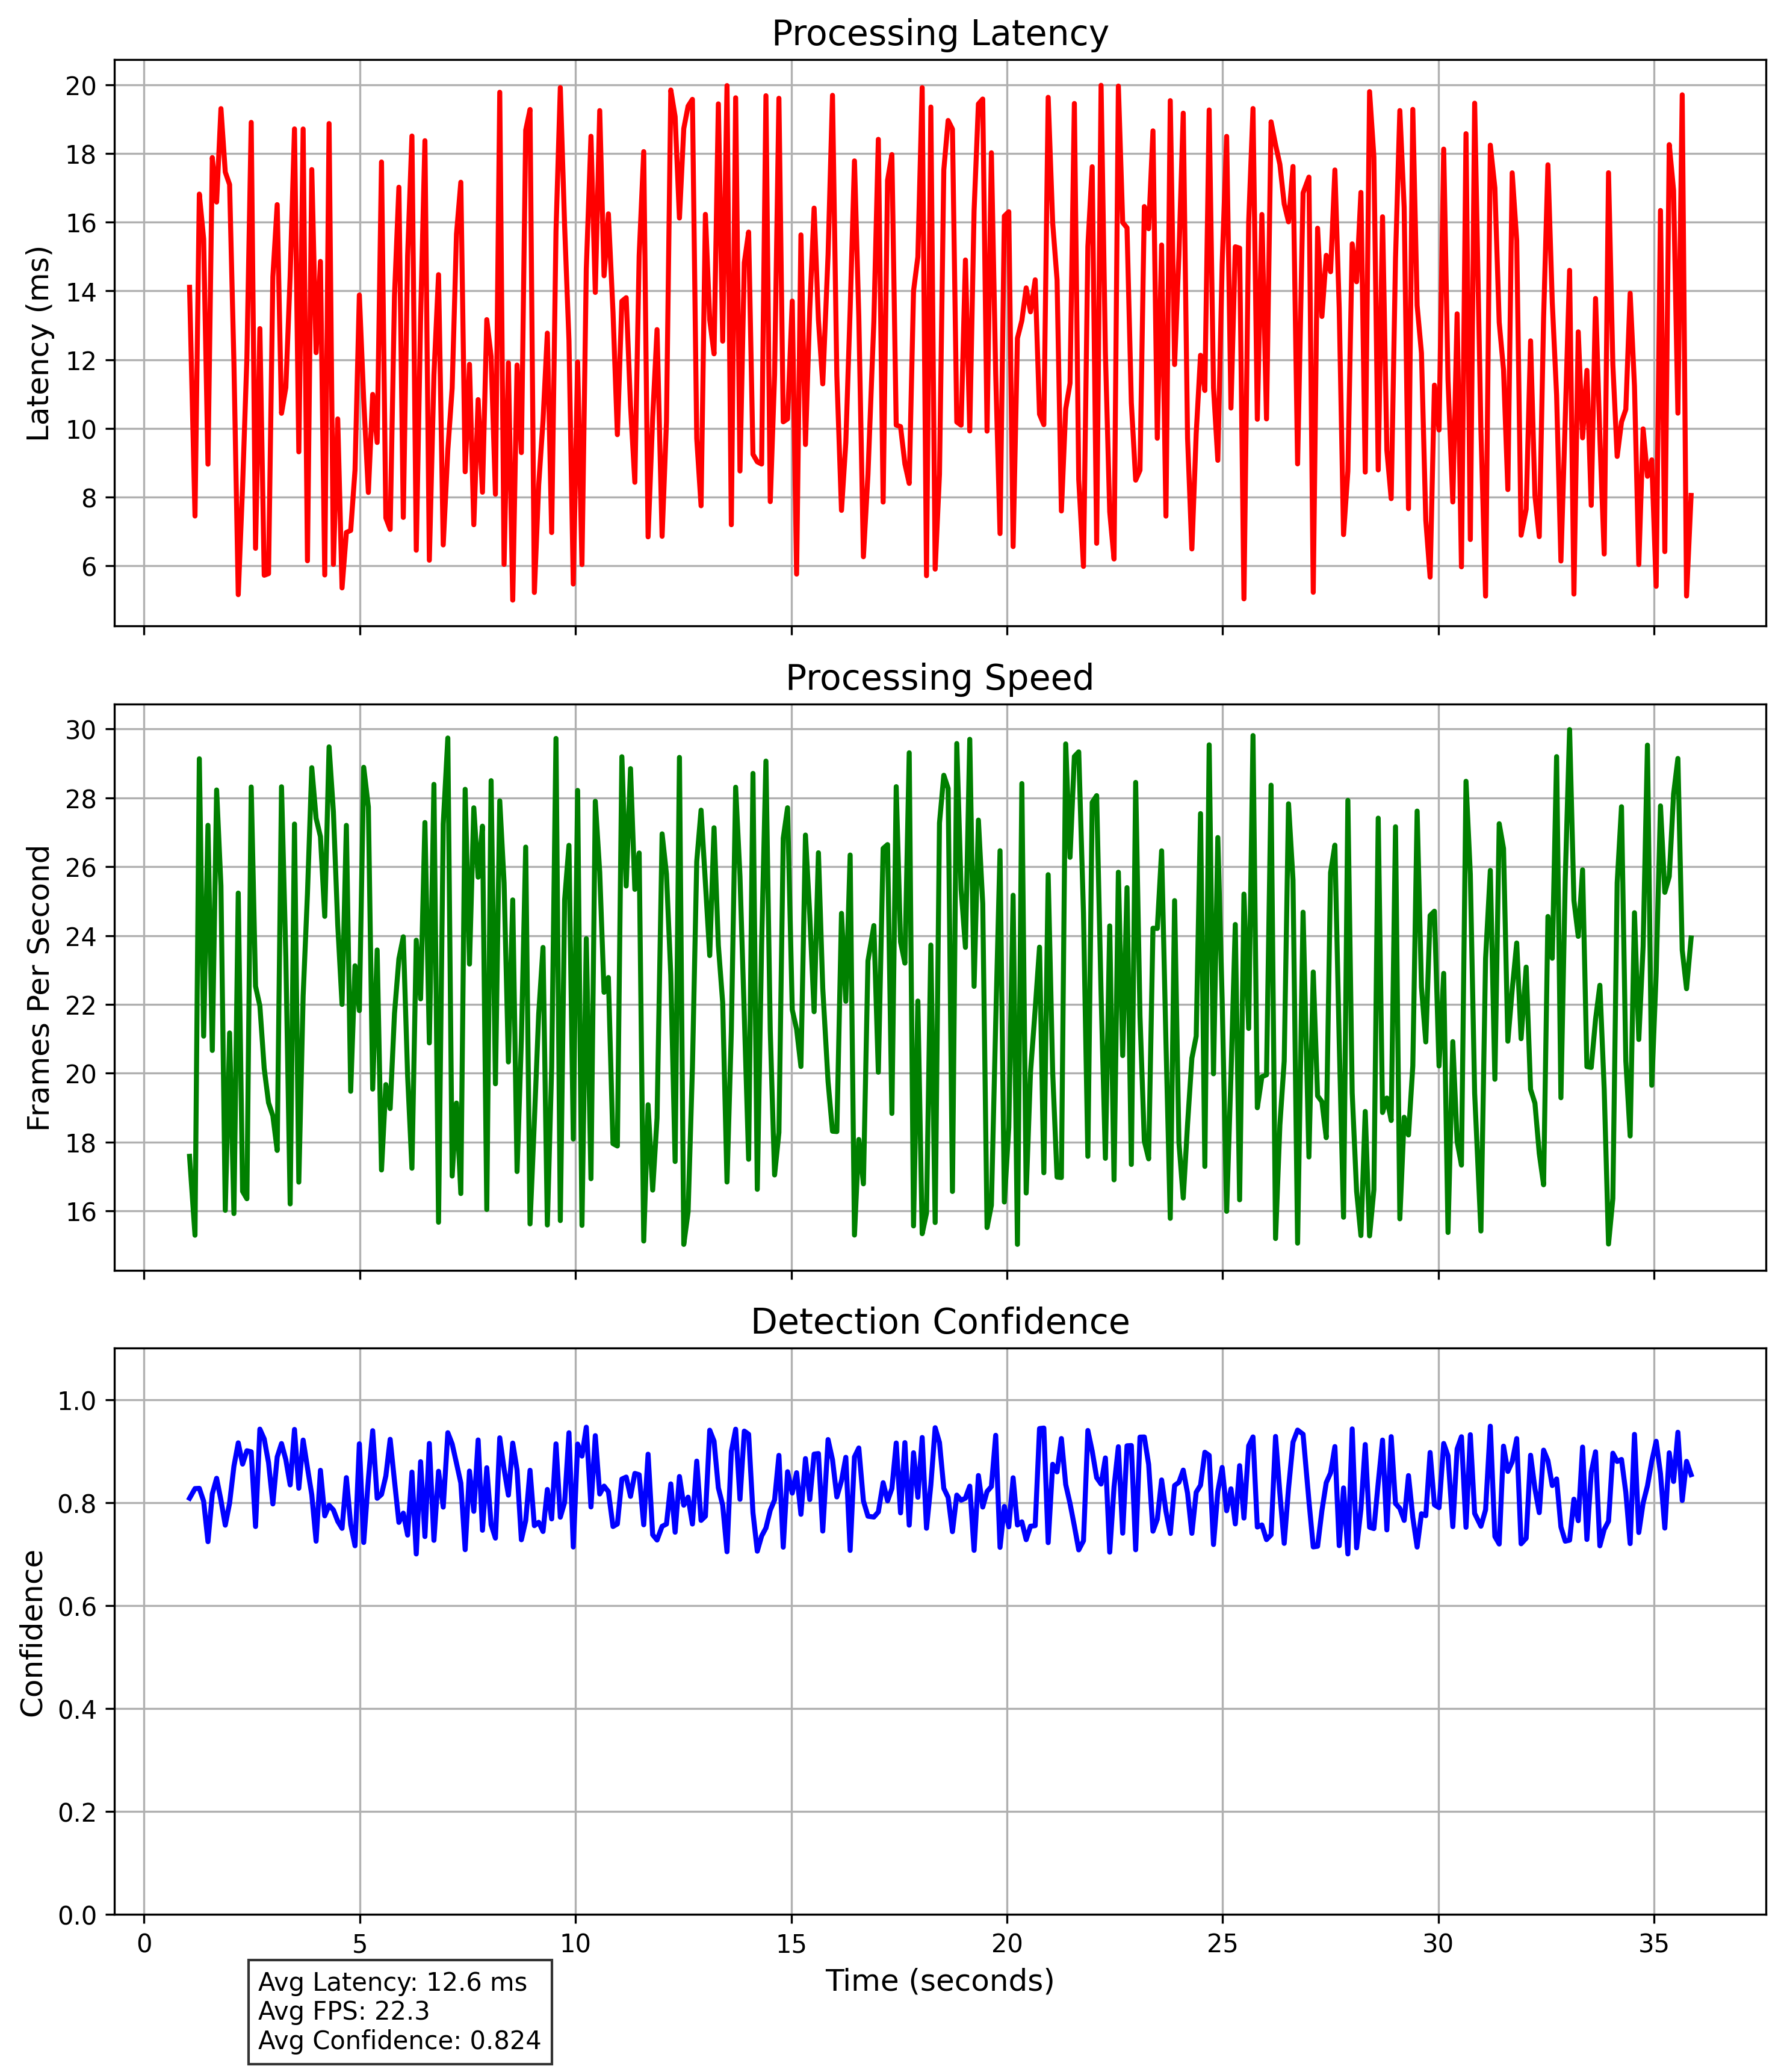 Processing Latency
20
18
16
14
12
10
8
6
Latency (ms)
Processing Speed
30
28
26
24
22
20
18
16
Frames Per Second
Detection Confidence
1.0
0.8
0.6
0.4
0.2
0.0
Confidence
0 5 10 15 20 25 30 35
Time (seconds)
Avg Latency: 12.6 ms
Avg FPS: 22.3
Avg Confidence: 0.824